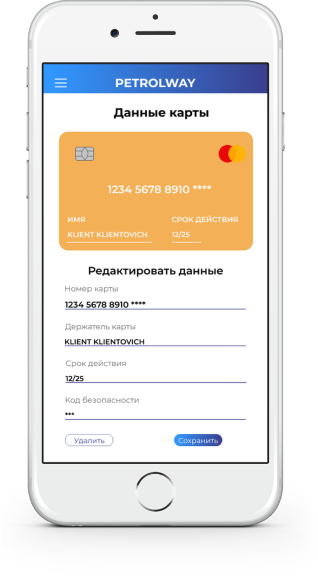 PETROLWAY
Данные карты
1234 5678 8910 ****
ИМЯ СРОК ДЕЙСТВИЯ
KLIENT KLIENTOVICH 12/25
Редактировать данные
Номер карты
1234 5678 8910 ****
Держатель карты
KLIENT KLIENTOVICH
Срок действия
12/25
Код безопасности
***
Удалить Сохранить